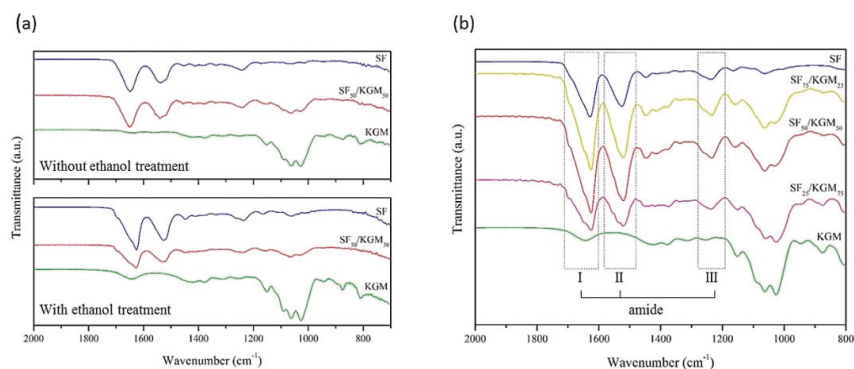 (a)
SF
SF50/KGM50
KGM
Without ethanol treatment
SF
SF50/KGM50
KGM
With ethanol treatment
Transmittance (a.u.)
2000 1800 1600 1400 1200 1000 800
Wavenumber (cm-1)
(b)
SF
SF75/KGM25
SF50/KGM50
SF25/KGM75
KGM
I II III
amide
Transmittance (a.u.)
2000 1800 1600 1400 1200 1000 800
Wavenumber (cm-1)